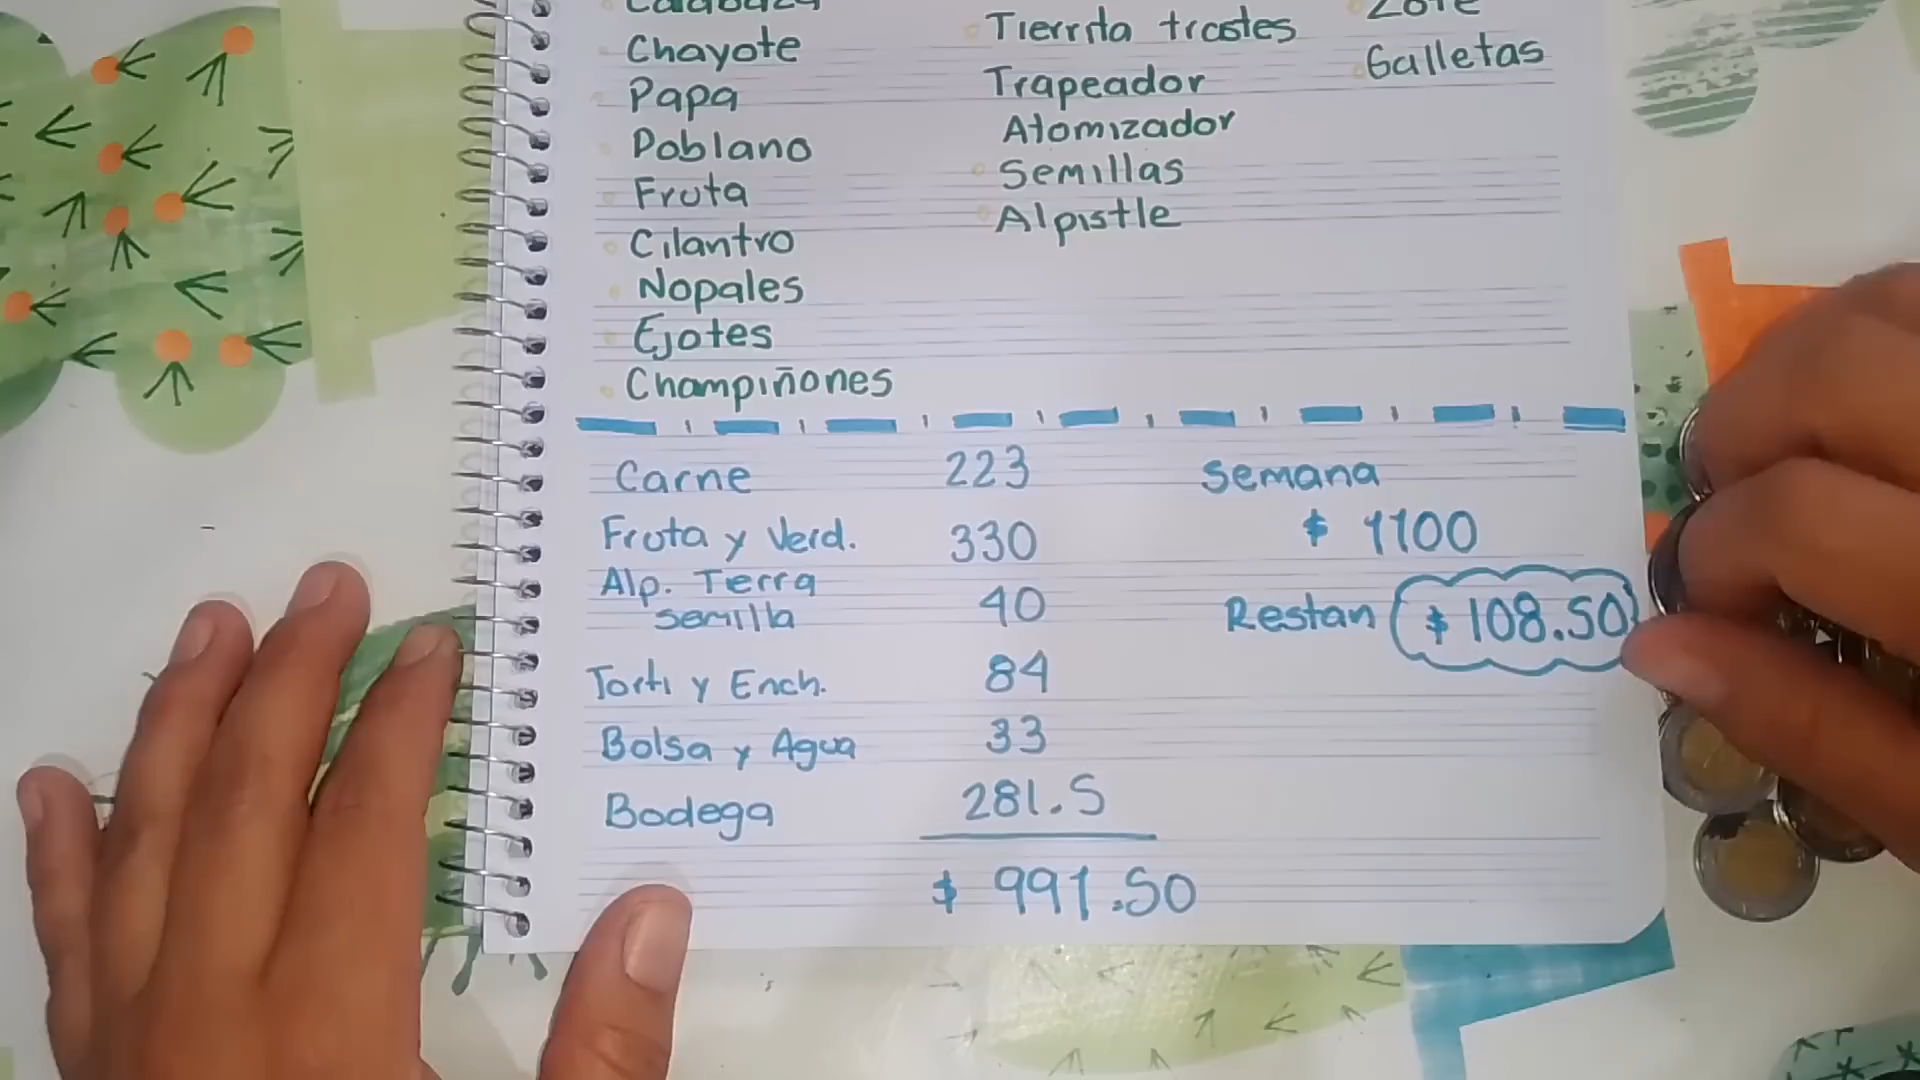 Calabaza
Chayote
Papa
Poblano
Fruta
Cilantro
Nopales
Ejotes
Champiñones
Tierrita trastes
Trapeador
Atomizador
Semillas
Alpistle
Zote
Galletas
Carne 223
Fruta y Verd. 330
Alp. Tierra
semilla 40
Torti y Ench. 84
Bolsa y Agua 33
Bodega 281.5
$ 991.50
Semana
$ 1100
Restan $ 108.50